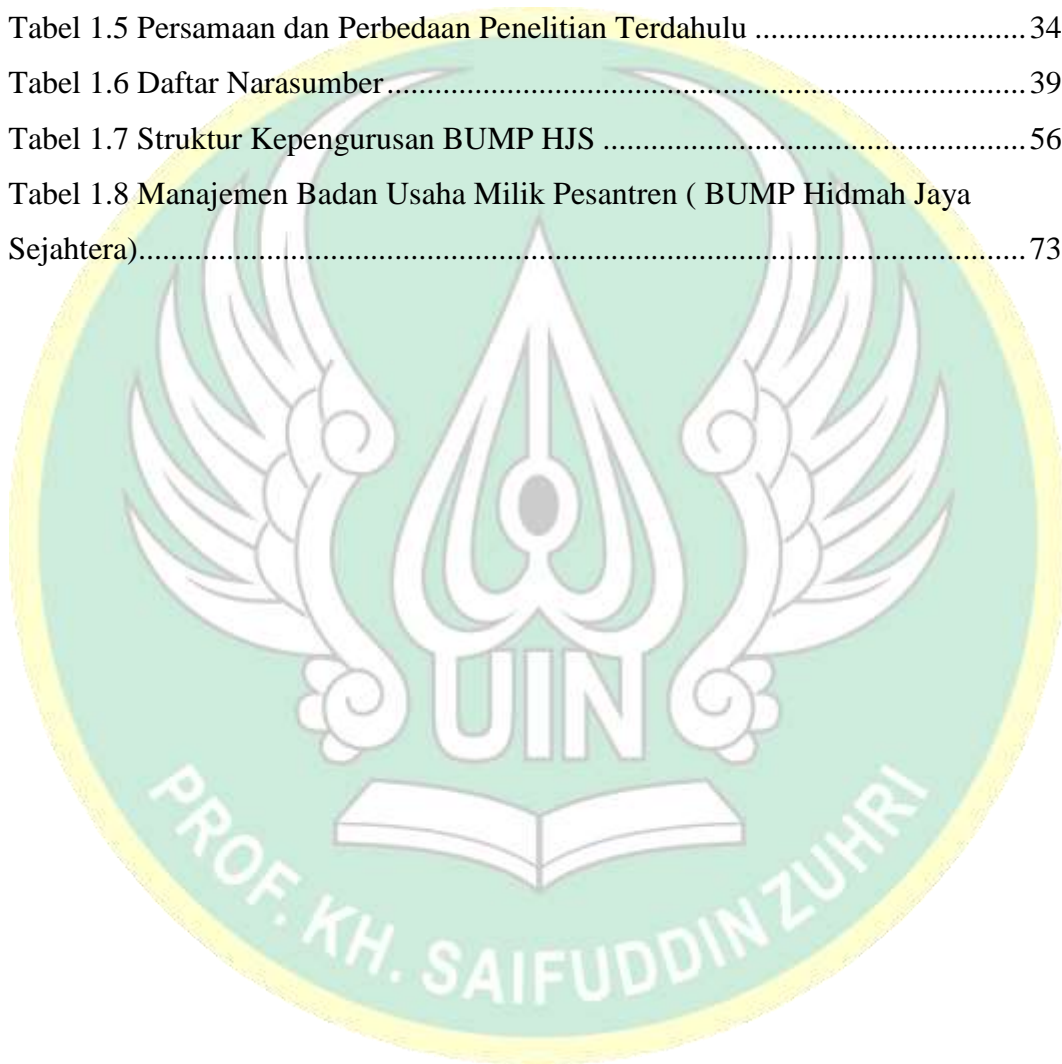 Tabel 1.5 Persamaan dan Perbedaan Penelitian Terdahulu ................................ 34
Tabel 1.6 Daftar Narasumber........................................................................... 39
Tabel 1.7 Struktur Kepengurusan BUMP HJS .................................................. 56
Tabel 1.8 Manajemen Badan Usaha Milik Pesantren ( BUMP Hidmah Jaya
Sejahtera)......................................................................................................... 73
UIN
PROF. KH. SAIFUDDIN ZUHRI